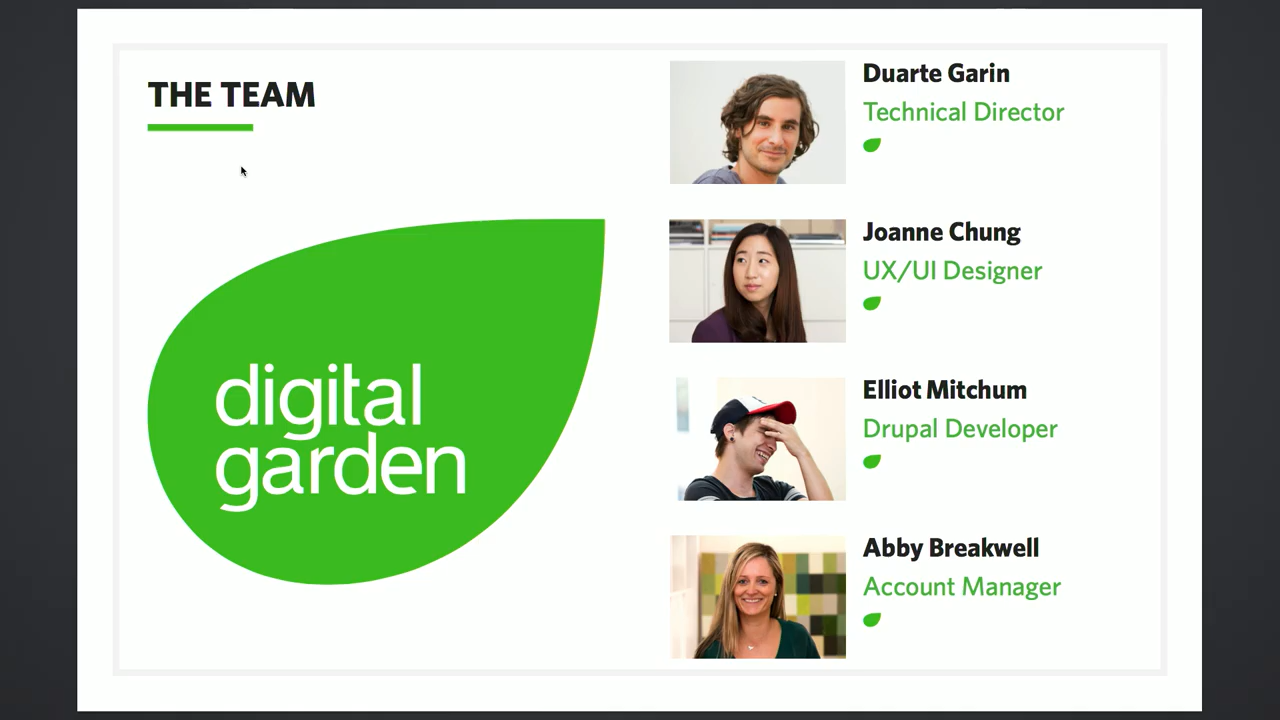 THE TEAM
digital
garden
Duarte Garin
Technical Director
Joanne Chung
UX/UI Designer
Elliot Mitchum
Drupal Developer
Abby Breakwell
Account Manager